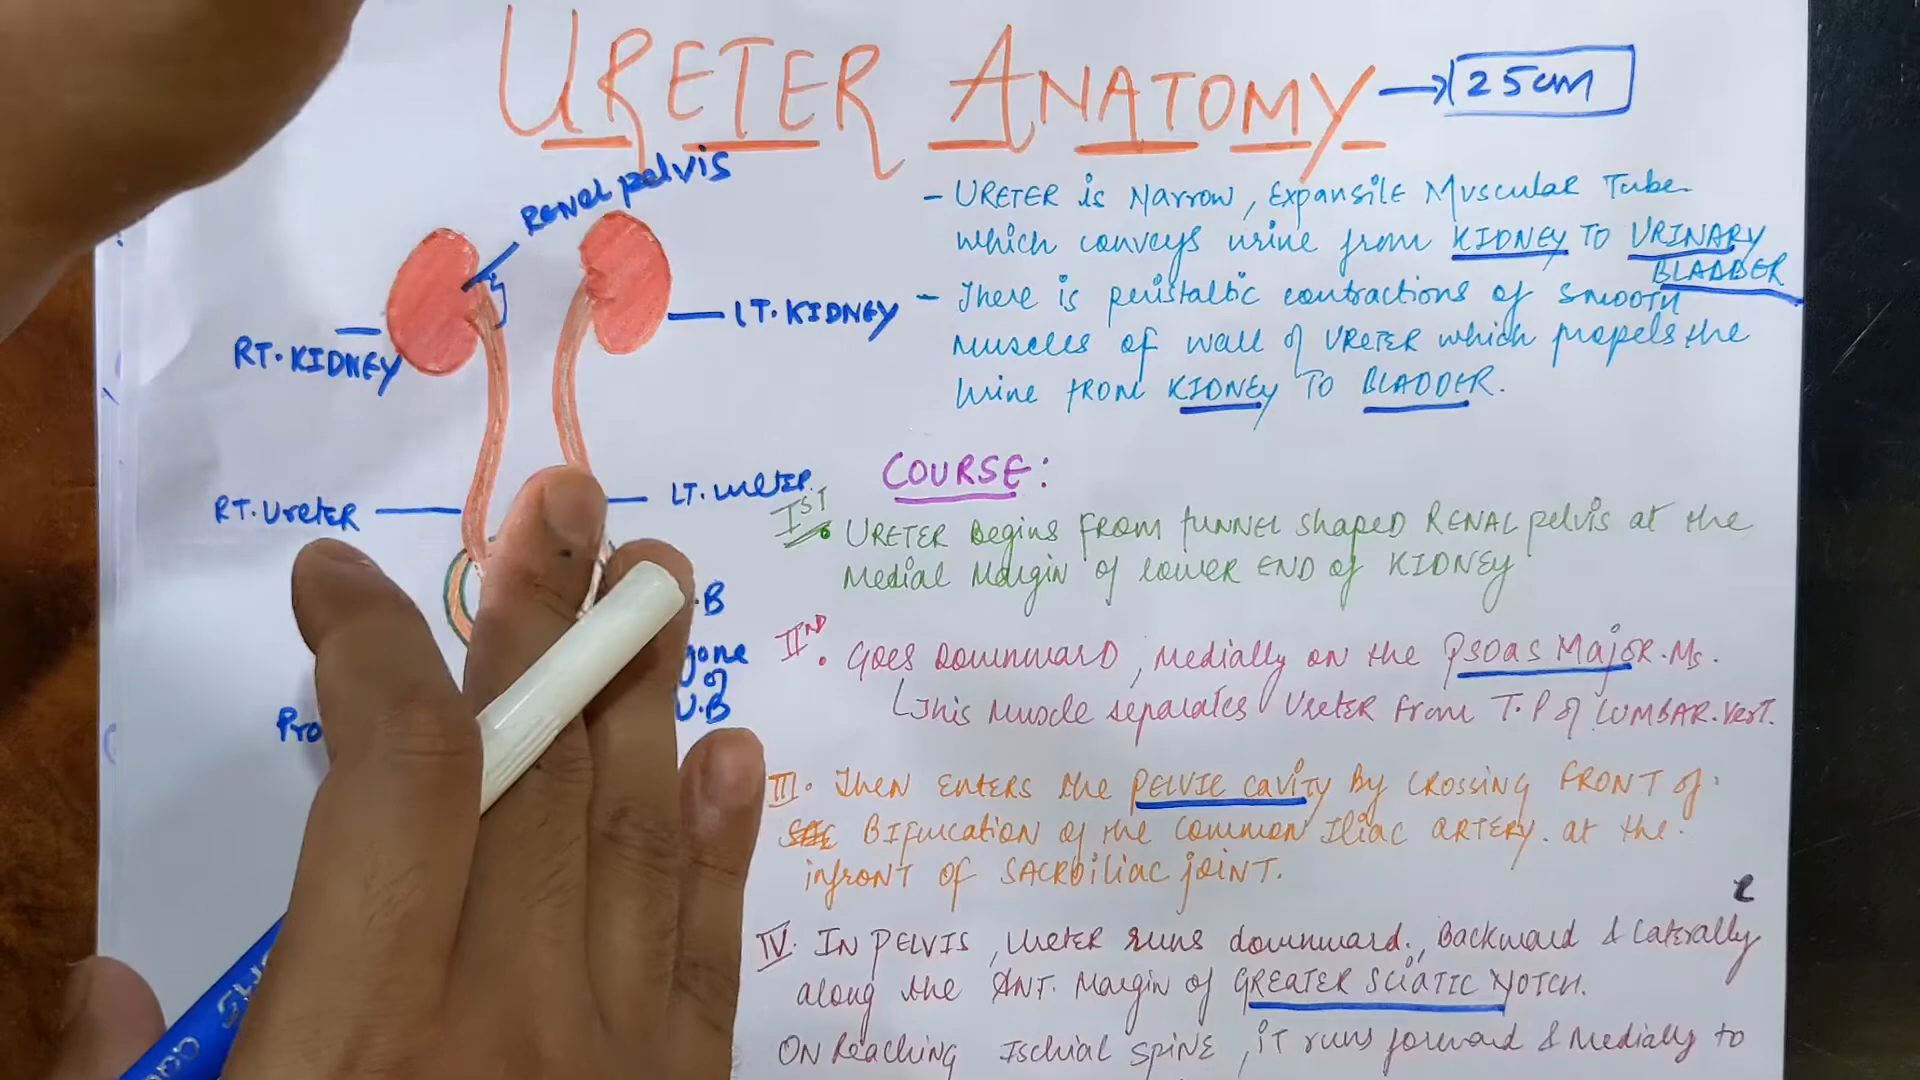 URETER ANATOMY → 25cm
Renal pelvis
- URETER is Narrow, Expansile Muscular Tube
which conveys urine from KIDNEY TO URINARY
BLADDER
LT. KIDNEY
RT. KIDNEY
- There is peristaltic contractions of smooth
muscles of wall of URETER which propels the
urine from KIDNEY TO BLADDER.
RT. Ureter
LT. Ureter
COURSE:
IST URETER Begins From funnel shaped RENAL pelvis at the
Medial Margin of lower END of KIDNEY
.B
gone
of
U.B
Pro
IIND. Goes Downward, Medially on the Psoas Major. Ms.
This muscle separates Ureter from T.P of LUMBAR. Vert.
III. Then ENTERS the PELVIC CAVITY By CROSSING FRONT of
Bifurcation of the Common Iliac ARTERY. at the
infront of SACROiliac joint.
IV. IN PELVIS, Ureter runs downward., Backward & Laterally
along the ANT. Margin of GREATER SCIATIC NOTCH.
ON Reaching Ischial SPINE, iT runs forward & Medially to